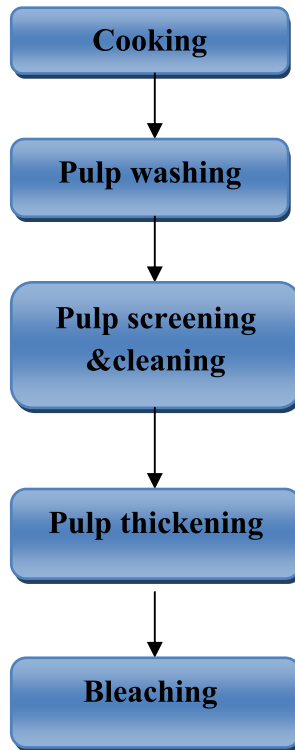 Cooking
Pulp washing
Pulp screening
&cleaning
Pulp thickening
Bleaching